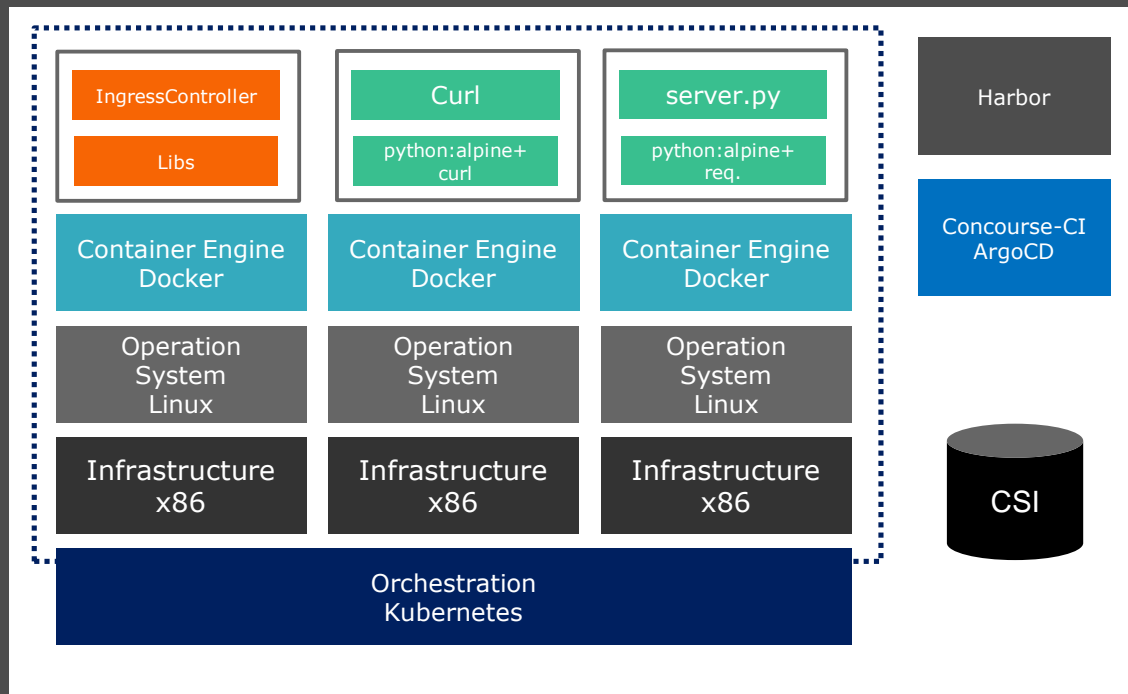 IngressController
Libs
Curl
python:alpine+
curl
server.py
python:alpine+
req.
Container Engine
Docker
Container Engine
Docker
Container Engine
Docker
Operation
System
Linux
Operation
System
Linux
Operation
System
Linux
Infrastructure
x86
Infrastructure
x86
Infrastructure
x86
Orchestration
Kubernetes
Harbor
Concourse-CI
ArgoCD
CSI